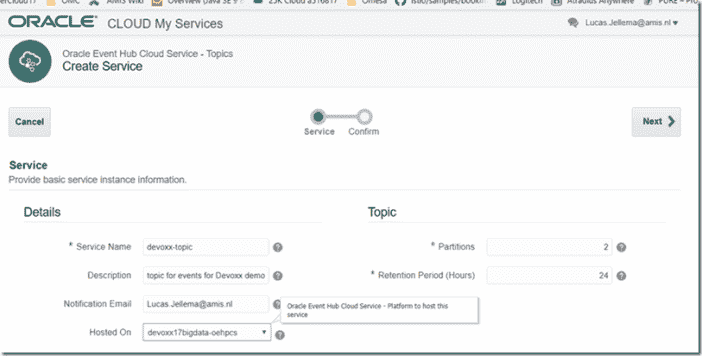 OMC
AMIS Wiki
Overview (Java SE 9
Omesa
Logitech
Atradius Anywhere
ORACLE® CLOUD My Services
Lucas.Jellema@amis.nl
Oracle Event Hub Cloud Service - Topics
Create Service
Cancel
Service
Confirm
Next
Service
Provide basic service instance information.
Details
Topic
* Service Name devoxx-topic
* Partitions 2
Description topic for events for Devoxx demo
* Retention Period (Hours) 24
Notification Email Lucas.Jellema@amis.nl
Oracle Event Hub Cloud Service - Platform to host this
service
Hosted On devoxx17bigdata-oehpcs